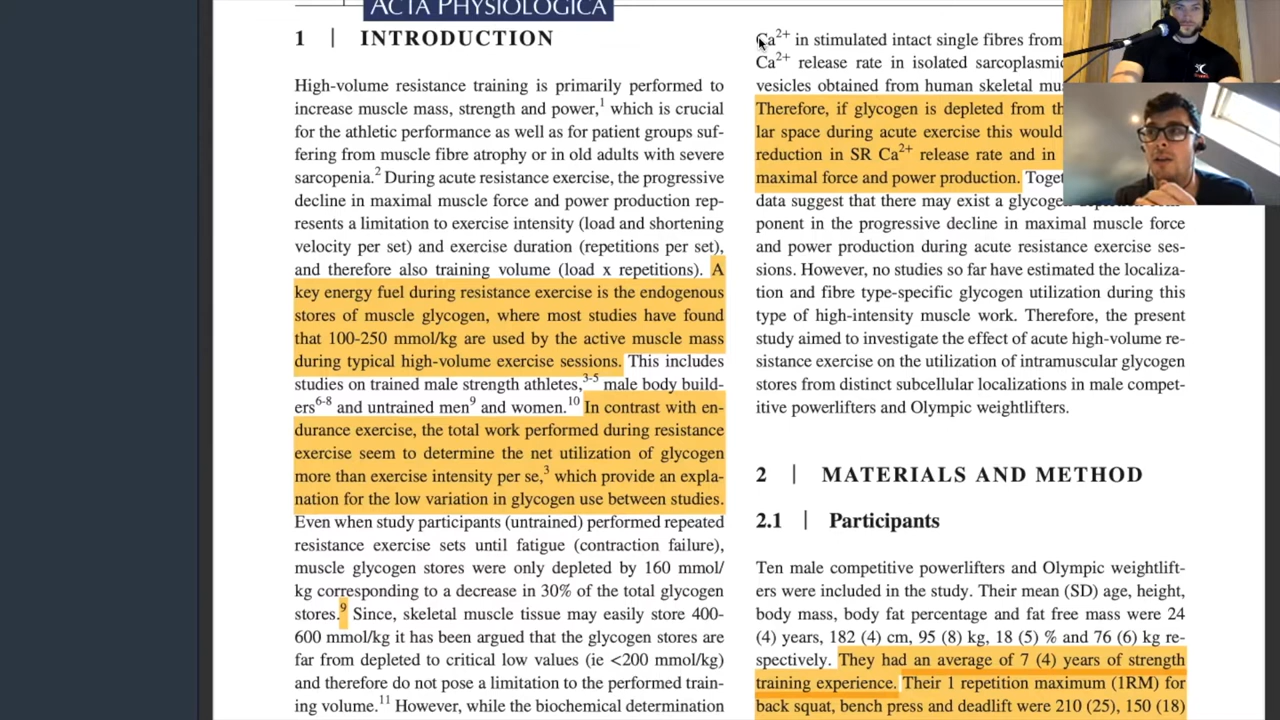 ACTA PHYSIOLOGICA
1 | INTRODUCTION
High-volume resistance training is primarily performed to
increase muscle mass, strength and power,1 which is crucial
for the athletic performance as well as for patient groups suf-
fering from muscle fibre atrophy or in old adults with severe
sarcopenia.2 During acute resistance exercise, the progressive
decline in maximal muscle force and power production rep-
resents a limitation to exercise intensity (load and shortening
velocity per set) and exercise duration (repetitions per set),
and therefore also training volume (load x repetitions). A
key energy fuel during resistance exercise is the endogenous
stores of muscle glycogen, where most studies have found
that 100-250 mmol/kg are used by the active muscle mass
during typical high-volume exercise sessions. This includes
studies on trained male strength athletes,3-5 male body build-
ers6-8 and untrained men9 and women.10 In contrast with en-
durance exercise, the total work performed during resistance
exercise seem to determine the net utilization of glycogen
more than exercise intensity per se,3 which provide an expla-
nation for the low variation in glycogen use between studies.
Even when study participants (untrained) performed repeated
resistance exercise sets until fatigue (contraction failure),
muscle glycogen stores were only depleted by 160 mmol/
kg corresponding to a decrease in 30% of the total glycogen
stores.9 Since, skeletal muscle tissue may easily store 400-
600 mmol/kg it has been argued that the glycogen stores are
far from depleted to critical low values (ie <200 mmol/kg)
and therefore do not pose a limitation to the performed train-
ing volume.11 However, while the biochemical determination
Ca2+ in stimulated intact single fibres from
Ca2+ release rate in isolated sarcoplasmic
vesicles obtained from human skeletal mu
Therefore, if glycogen is depleted from th
lar space during acute exercise this would
reduction in SR Ca2+ release rate and in
maximal force and power production. Toget
data suggest that there may exist a glycogen
ponent in the progressive decline in maximal muscle force
and power production during acute resistance exercise ses-
sions. However, no studies so far have estimated the localiza-
tion and fibre type-specific glycogen utilization during this
type of high-intensity muscle work. Therefore, the present
study aimed to investigate the effect of acute high-volume re-
sistance exercise on the utilization of intramuscular glycogen
stores from distinct subcellular localizations in male compet-
itive powerlifters and Olympic weightlifters.
2 | MATERIALS AND METHOD
2.1 | Participants
Ten male competitive powerlifters and Olympic weightlift-
ers were included in the study. Their mean (SD) age, height,
body mass, body fat percentage and fat free mass were 24
(4) years, 182 (4) cm, 95 (8) kg, 18 (5) % and 76 (6) kg re-
spectively. They had an average of 7 (4) years of strength
training experience. Their 1 repetition maximum (1RM) for
back squat, bench press and deadlift were 210 (25), 150 (18)